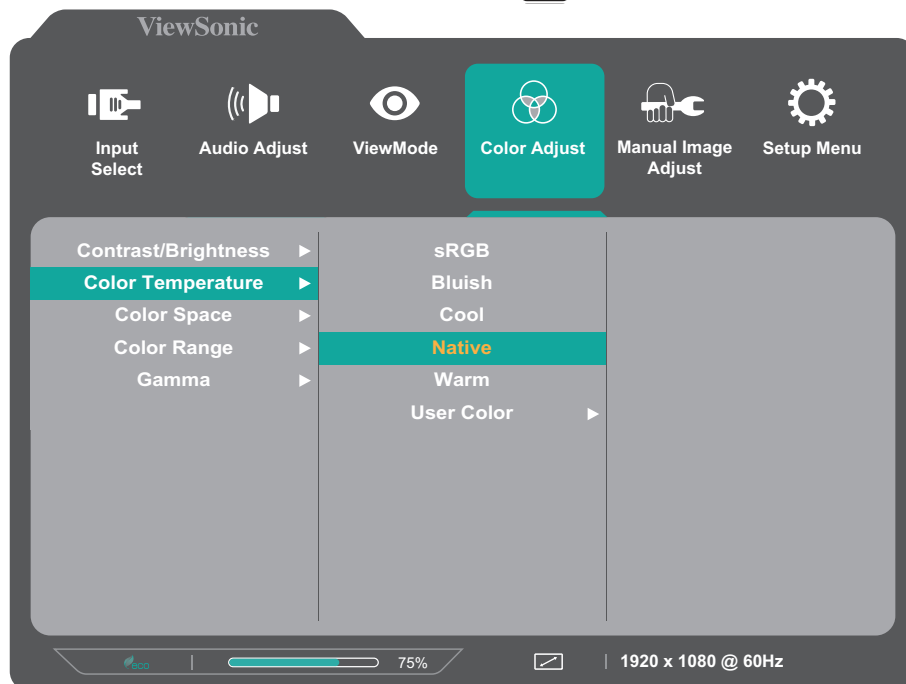 ViewSonic
Input
Select
Audio Adjust
ViewMode
Color Adjust
Manual Image
Adjust
Setup Menu
Contrast/Brightness
Color Temperature
Color Space
Color Range
Gamma
sRGB
Bluish
Cool
Native
Warm
User Color
ECO
75%
1920 x 1080 @ 60Hz